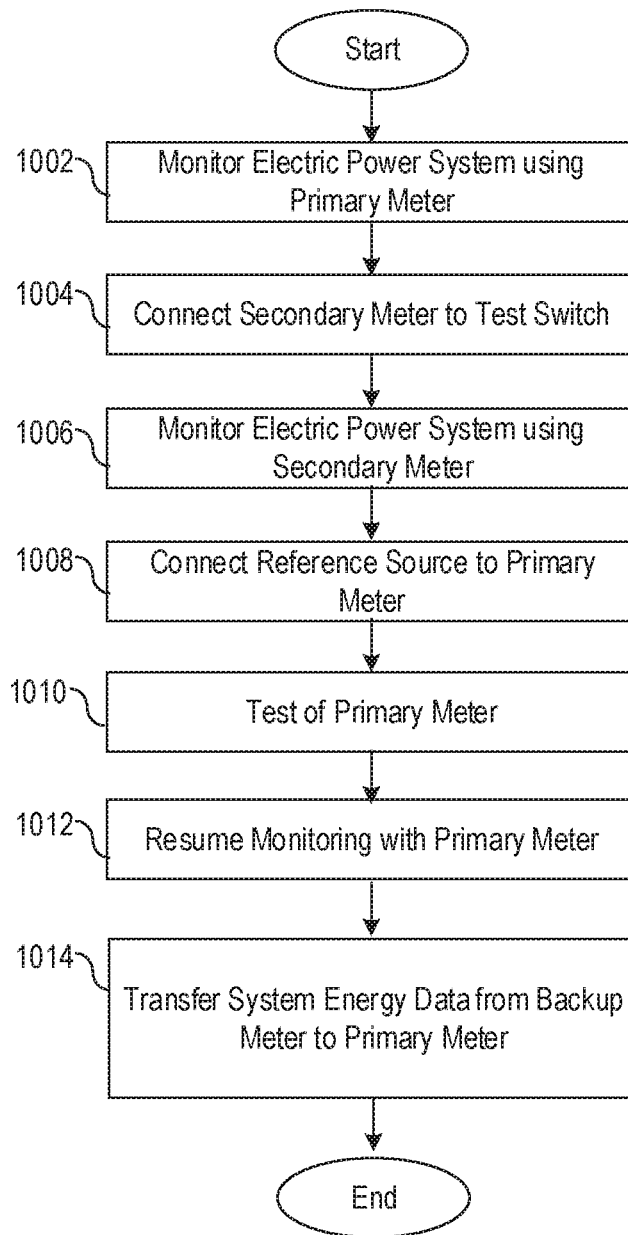 Start
1002
Monitor Electric Power System using
Primary Meter
1004
Connect Secondary Meter to Test Switch
1006
Monitor Electric Power System using
Secondary Meter
1008
Connect Reference Source to Primary
Meter
1010
Test of Primary Meter
1012
Resume Monitoring with Primary Meter
1014
Transfer System Energy Data from Backup
Meter to Primary Meter
End